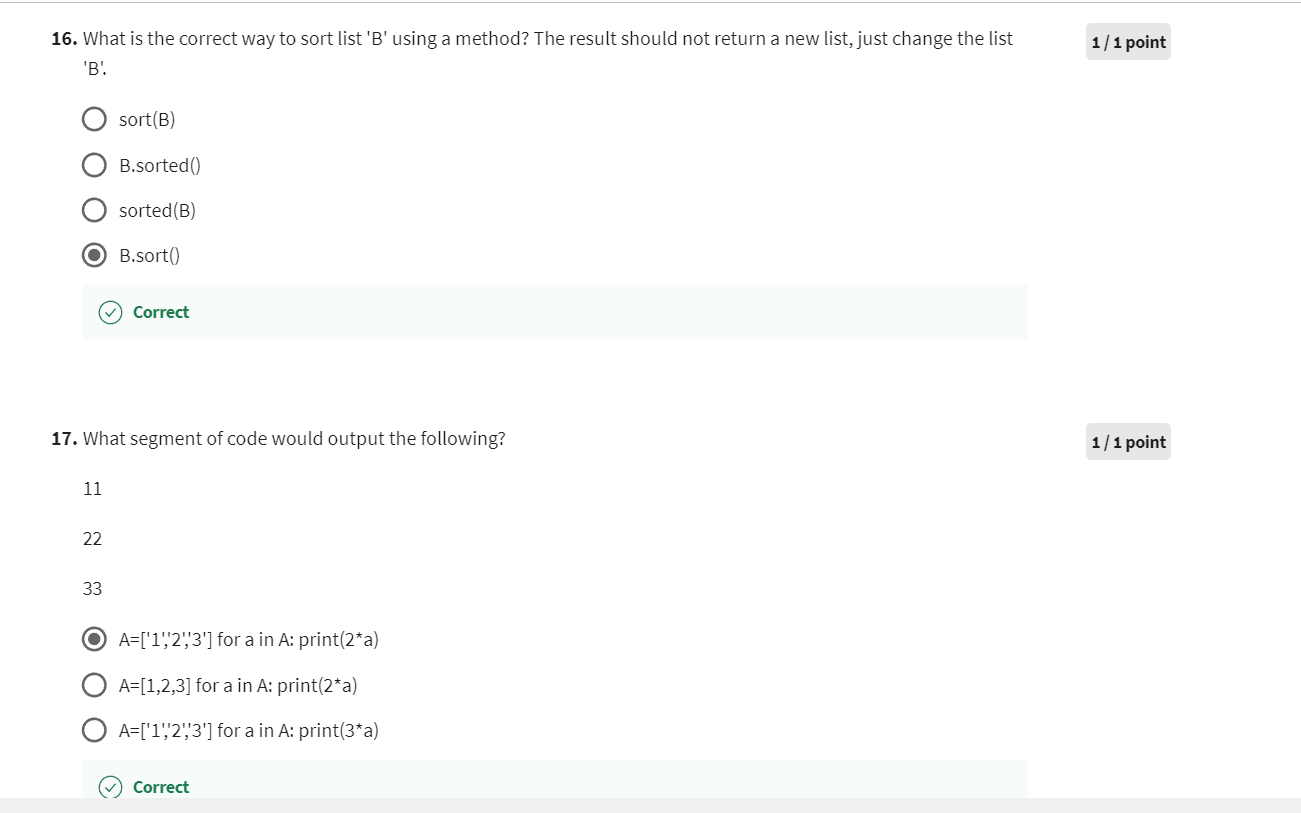 16. What is the correct way to sort list 'B' using a method? The result should not return a new list, just change the list
'B'.
1 / 1 point
sort(B)
B.sorted()
sorted(B)
B.sort()
Correct
17. What segment of code would output the following?
1 / 1 point
11
22
33
A=['1','2','3'] for a in A: print(2*a)
A=[1,2,3] for a in A: print(2*a)
A=['1','2','3'] for a in A: print(3*a)
Correct